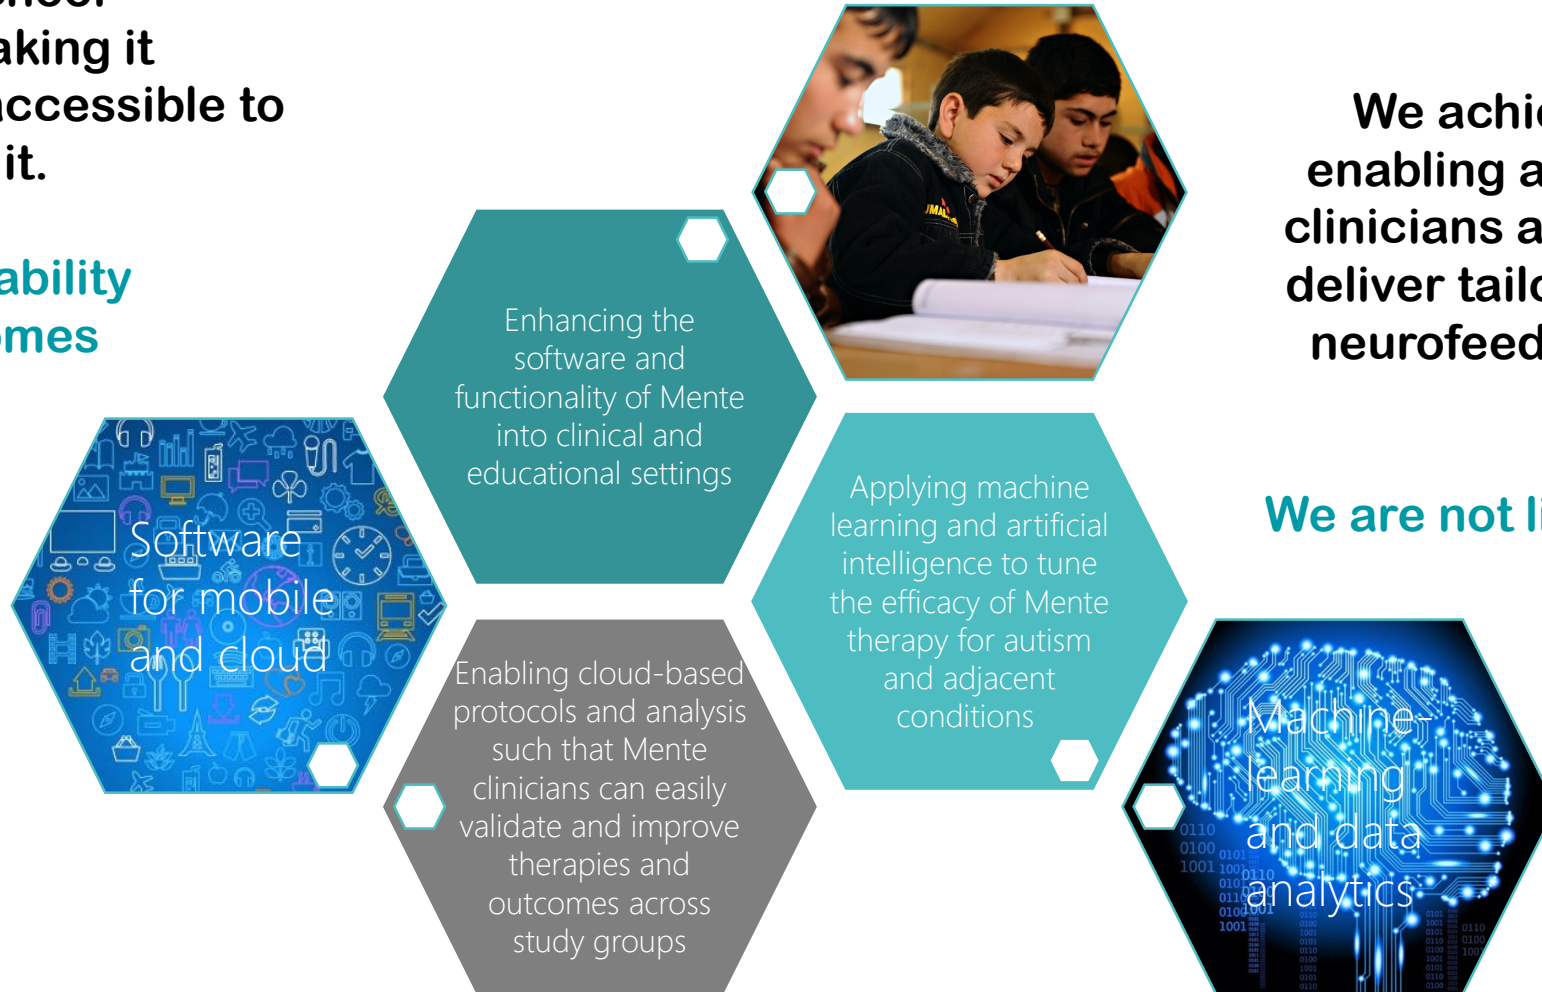 aking it
accessible to
it.
ability
omes
We achie
enabling a
clinicians a
deliver tailo
neurofeed
We are not li
Enhancing the
software and
functionality of Mente
into clinical and
educational settings
Software
for mobile
and cloud
Applying machine
learning and artificial
intelligence to tune
the efficacy of Mente
therapy for autism
and adjacent
conditions
Enabling cloud-based
protocols and analysis
such that Mente
clinicians can easily
validate and improve
therapies and
outcomes across
study groups
Machine-
learning
and data
analytics